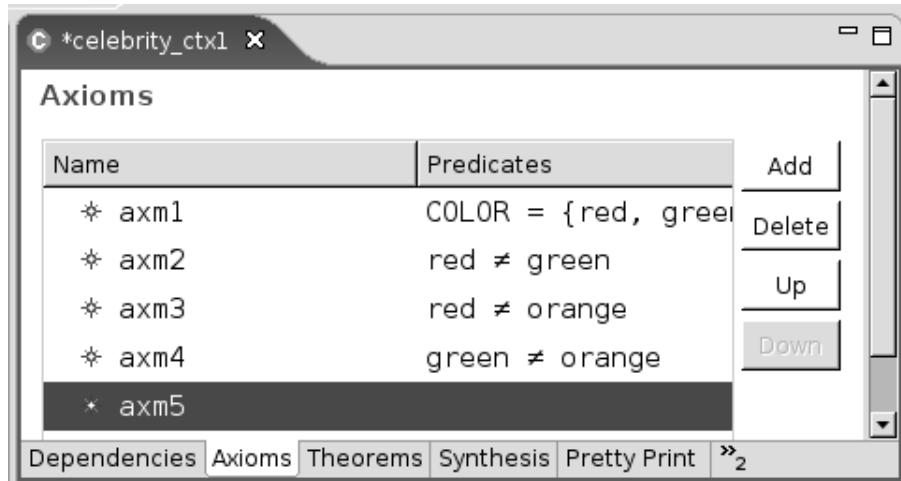 *celebrity_ctx1
Axioms
Name Predicates
Add
axm1 COLOR = {red, green
Delete
axm2 red ≠ green
Up
axm3 red ≠ orange
Down
axm4 green ≠ orange
axm5
Dependencies Axioms Theorems Synthesis Pretty Print »2